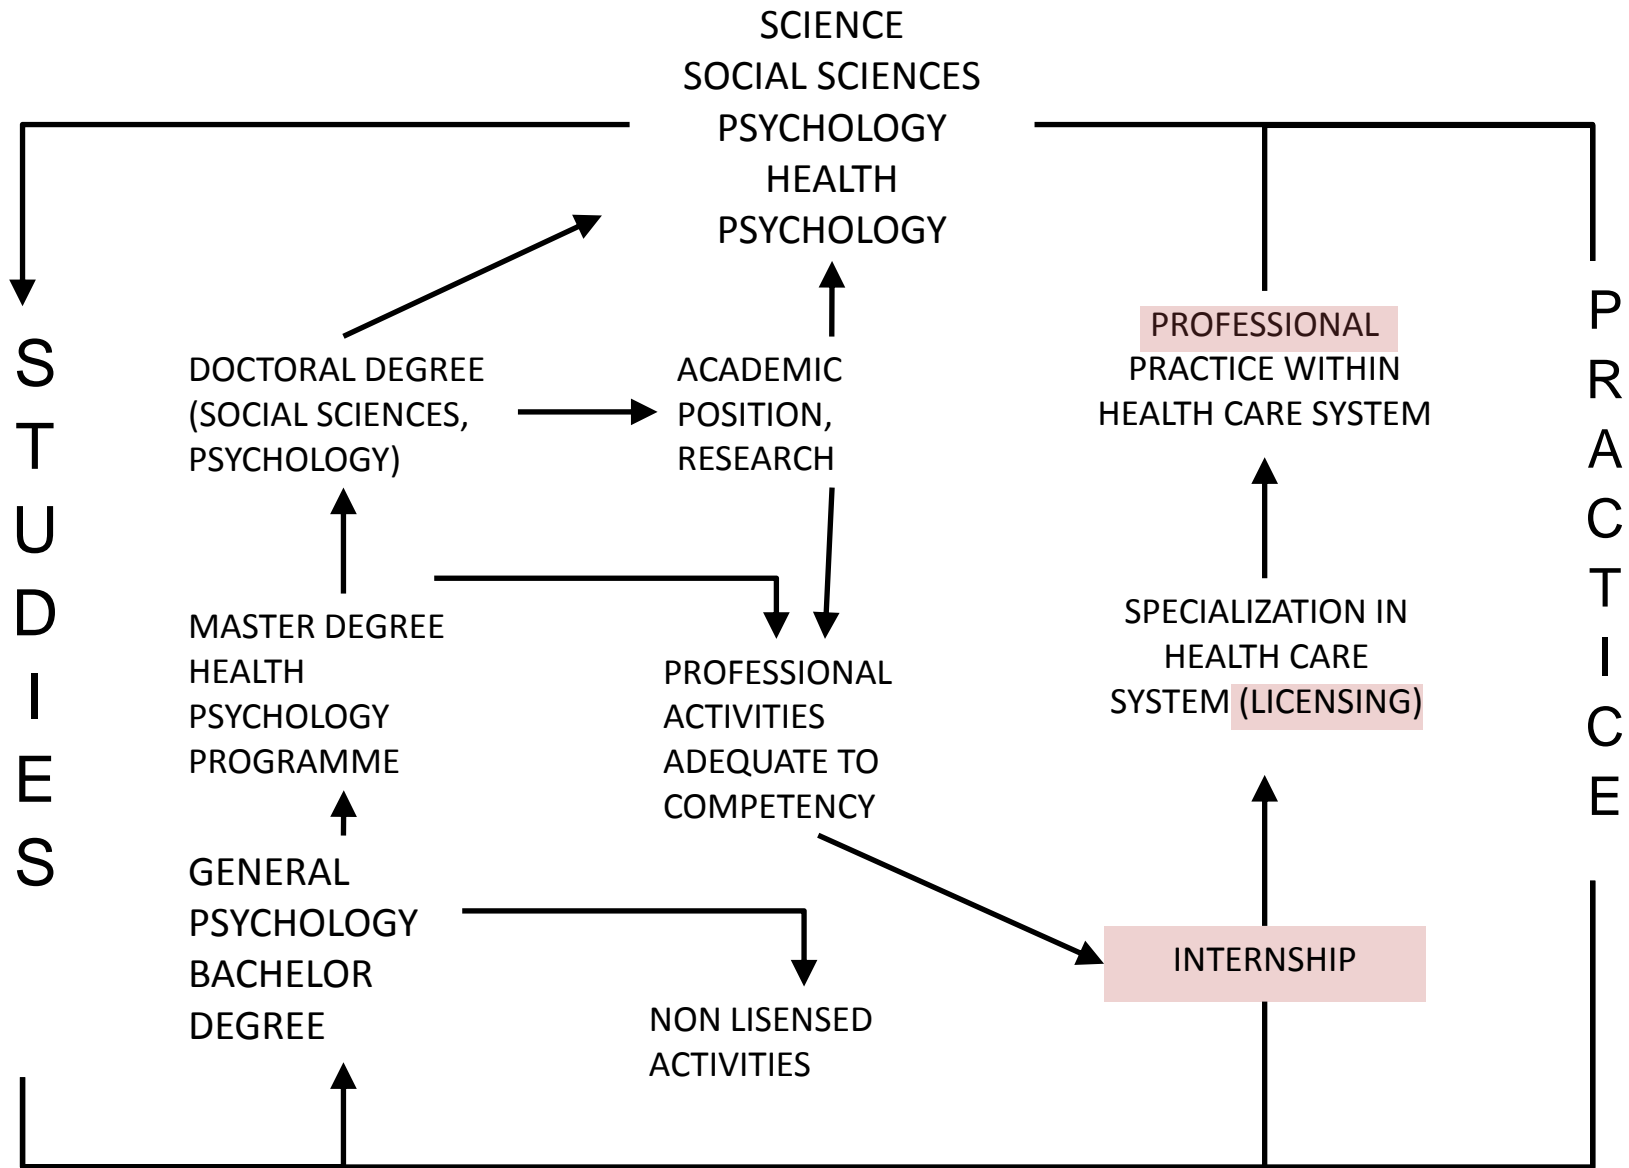 SCIENCE
SOCIAL SCIENCES
PSYCHOLOGY
HEALTH
PSYCHOLOGY
STUDIES
DOCTORAL DEGREE
(SOCIAL SCIENCES,
PSYCHOLOGY)
ACADEMIC
POSITION,
RESEARCH
PROFESSIONAL
PRACTICE WITHIN
HEALTH CARE SYSTEM
PRACTICE
MASTER DEGREE
HEALTH
PSYCHOLOGY
PROGRAMME
PROFESSIONAL
ACTIVITIES
ADEQUATE TO
COMPETENCY
SPECIALIZATION IN
HEALTH CARE
SYSTEM (LICENSING)
GENERAL
PSYCHOLOGY
BACHELOR
DEGREE
NON LISENSED
ACTIVITIES
INTERNSHIP